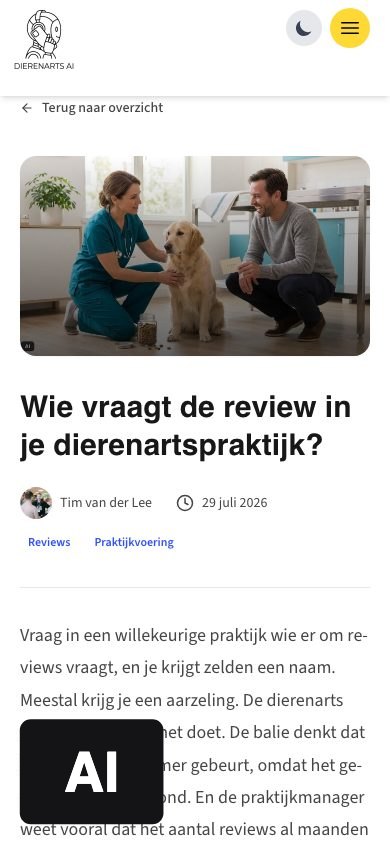 DIERENARTS AI
Terug naar overzicht
AI
Wie vraagt de review in
je dierenartspraktijk?
Tim van der Lee
29 juli 2026
Reviews
Praktijkvoering
Vraag in een willekeurige praktijk wie er om re-
views vraagt, en je krijgt zelden een naam.
Meestal krijg je een aarzeling. De dierenarts
het doet. De balie denkt dat
gebeurt, omdat het ge-
En de praktijkmanager
weet vooral dat het aantal reviews al maanden
AI